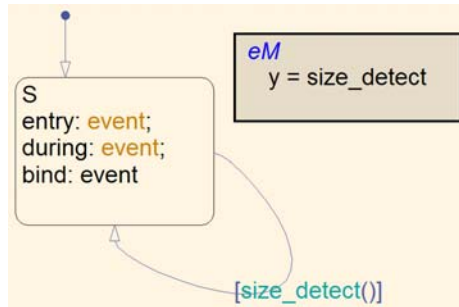 eM
y = size_detect
S
entry: event;
during: event;
bind: event
[size_detect()]